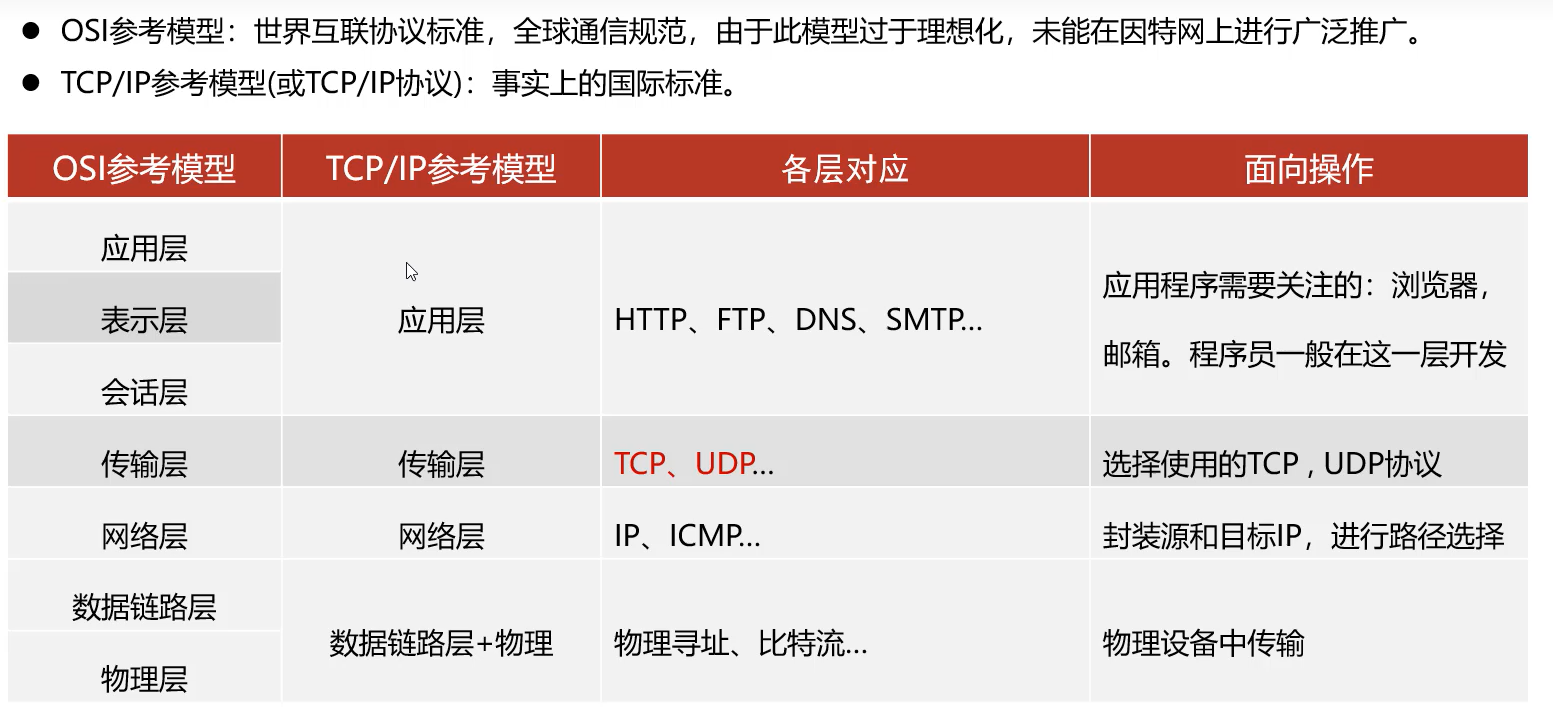 ● OSI参考模型：世界互联协议标准，全球通信规范，由于此模型过于理想化，未能在因特网上进行广泛推广。
● TCP/IP参考模型(或TCP/IP协议)：事实上的国际标准。
OSI参考模型 TCP/IP参考模型 各层对应 面向操作
应用层
表示层
会话层
应用层
HTTP、FTP、DNS、SMTP...
应用程序需要关注的：浏览器，
邮箱。程序员一般在这一层开发
传输层 传输层 TCP、UDP... 选择使用的TCP , UDP协议
网络层 网络层 IP、ICMP... 封装源和目标IP，进行路径选择
数据链路层
物理层
数据链路层+物理
物理寻址、比特流...
物理设备中传输